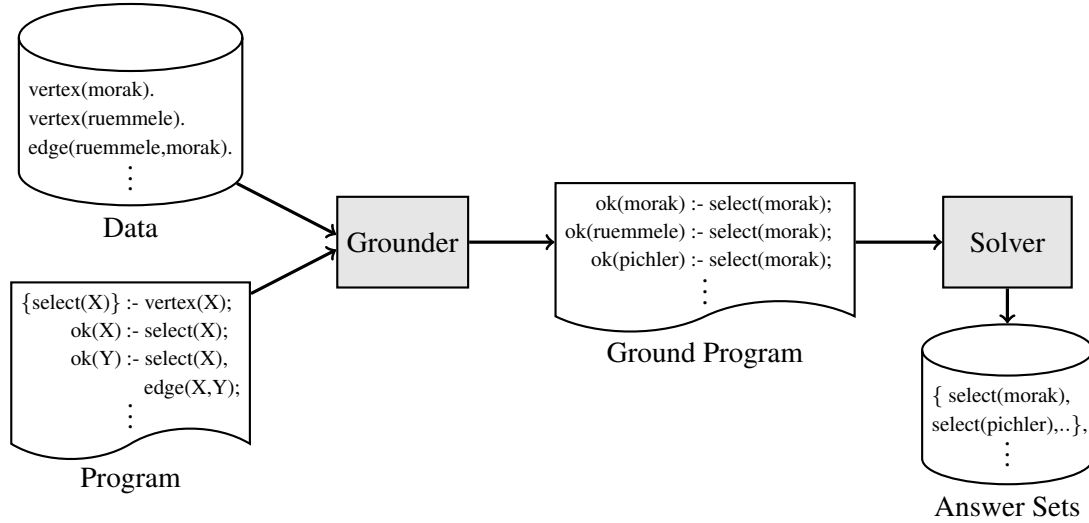 vertex(morak).
vertex(ruemmele).
edge(ruemmele,morak).
⋮
Data
{select(X)} :- vertex(X);
ok(X) :- select(X);
ok(Y) :- select(X),
edge(X,Y);
⋮
Program
Grounder
ok(morak) :- select(morak);
ok(ruemmele) :- select(morak);
ok(pichler) :- select(morak);
⋮
Ground Program
Solver
{ select(morak),
select(pichler),..},
⋮
Answer Sets